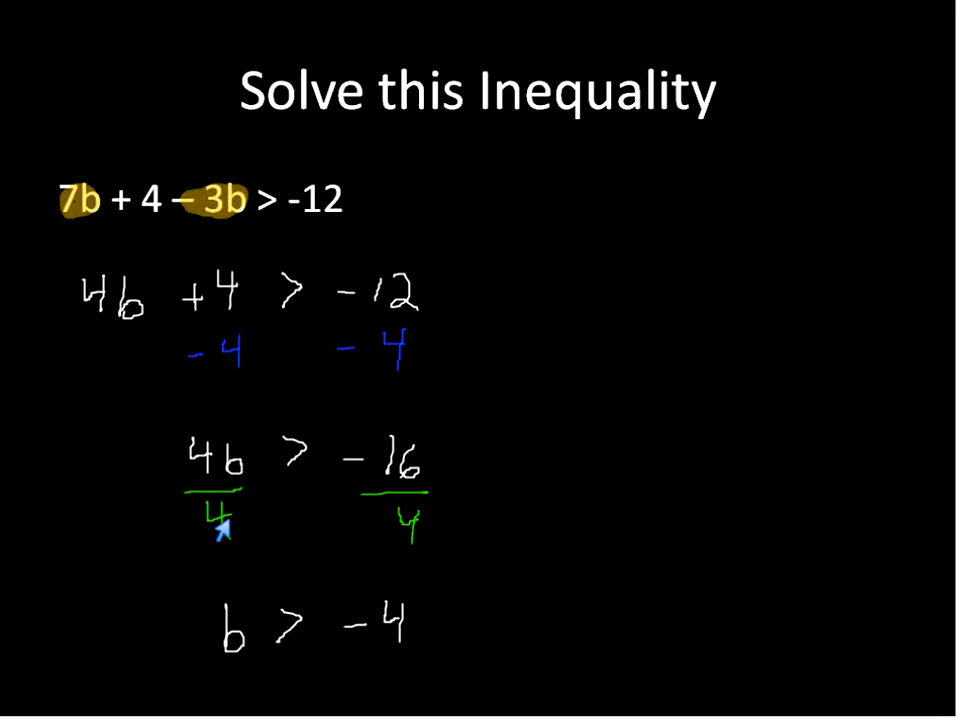 Solve this Inequality
7b + 4 – 3b > -12
4b +4 > -12
-4 -4
4b > -16
4 4
b > -4